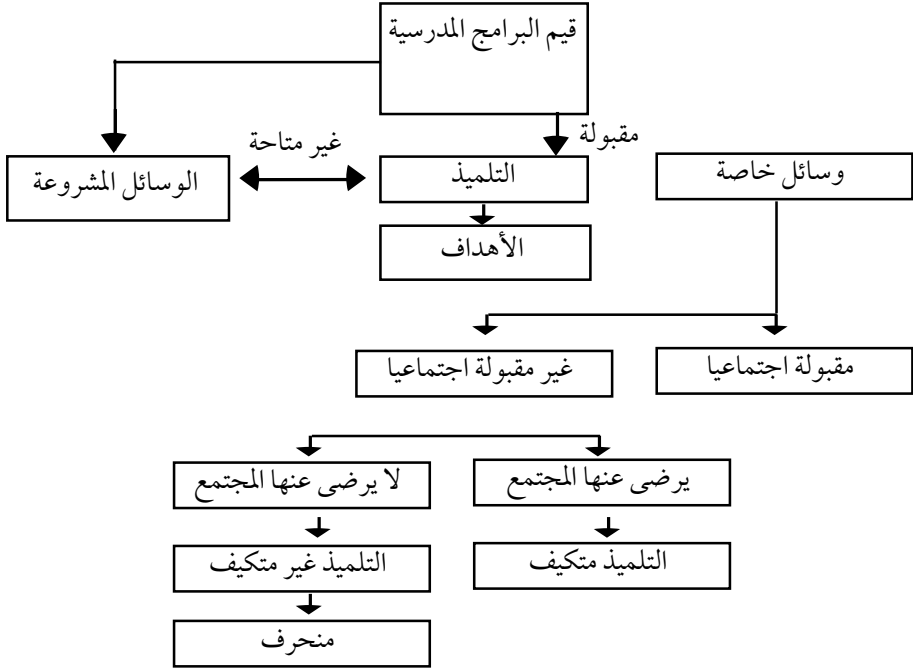 قيم البرامج المدرسية
مقبولة
غير متاحة
وسائل خاصة
التلميذ
الوسائل المشروعة
الأهداف
مقبولة اجتماعيا
غير مقبولة اجتماعيا
يرضى عنها المجتمع
لا يرضى عنها المجتمع
التلميذ متكيف
التلميذ غير متكيف
منحرف